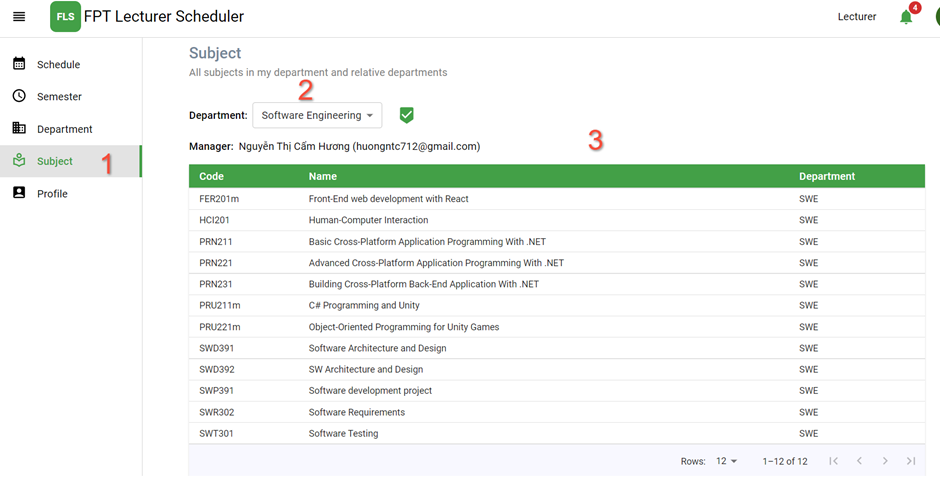 FLS FPT Lecturer Scheduler Lecturer 4
Schedule
Semester
Department
Subject 1
Profile
Subject
All subjects in my department and relative departments
2
Department: Software Engineering
Manager: Nguyễn Thị Cẩm Hương (huongntc712@gmail.com) 3
Code Name Department
FER201m Front-End web development with React SWE
HCI201 Human-Computer Interaction SWE
PRN211 Basic Cross-Platform Application Programming With .NET SWE
PRN221 Advanced Cross-Platform Application Programming With .NET SWE
PRN231 Building Cross-Platform Back-End Application With .NET SWE
PRU211m C# Programming and Unity SWE
PRU221m Object-Oriented Programming for Unity Games SWE
SWD391 Software Architecture and Design SWE
SWD392 SW Architecture and Design SWE
SWP391 Software development project SWE
SWR302 Software Requirements SWE
SWT301 Software Testing SWE
Rows: 12 1–12 of 12